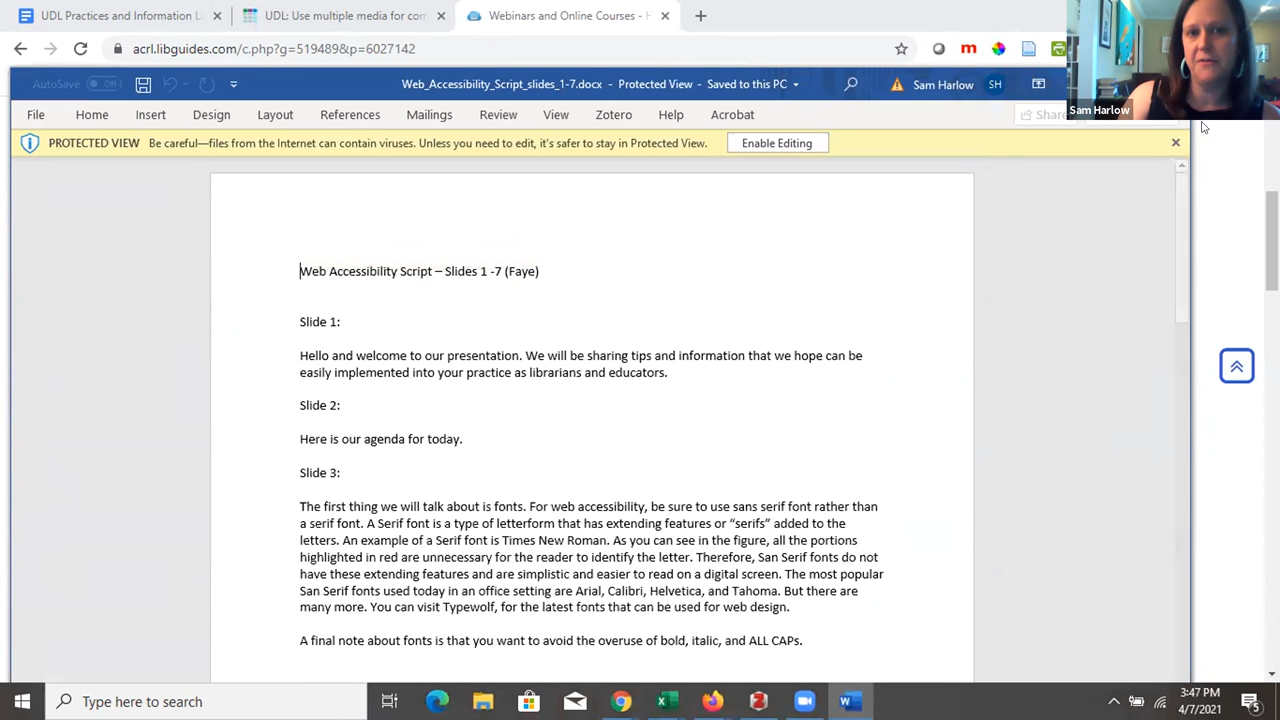 UDL Practices and Information Li
UDL: Use multiple media for com
Webinars and Online Courses - H
acrl.libguides.com/c.php?g=519489&p=6027142
AutoSave Off
Web_Accessibility_Script_slides_1-7.docx - Protected View - Saved to this PC
Sam Harlow
SH
Sam Harlow
File Home Insert Design Layout References Mailings Review View Zotero Help Acrobat
Share
PROTECTED VIEW Be careful—files from the Internet can contain viruses. Unless you need to edit, it's safer to stay in Protected View. Enable Editing
Web Accessibility Script – Slides 1 -7 (Faye)
Slide 1:
Hello and welcome to our presentation. We will be sharing tips and information that we hope can be
easily implemented into your practice as librarians and educators.
Slide 2:
Here is our agenda for today.
Slide 3:
The first thing we will talk about is fonts. For web accessibility, be sure to use sans serif font rather than
a serif font. A Serif font is a type of letterform that has extending features or “serifs” added to the
letters. An example of a Serif font is Times New Roman. As you can see in the figure, all the portions
highlighted in red are unnecessary for the reader to identify the letter. Therefore, San Serif fonts do not
have these extending features and are simplistic and easier to read on a digital screen. The most popular
San Serif fonts used today in an office setting are Arial, Calibri, Helvetica, and Tahoma. But there are
many more. You can visit Typewolf, for the latest fonts that can be used for web design.
A final note about fonts is that you want to avoid the overuse of bold, italic, and ALL CAPs.
Type here to search
3:47 PM
4/7/2021
5